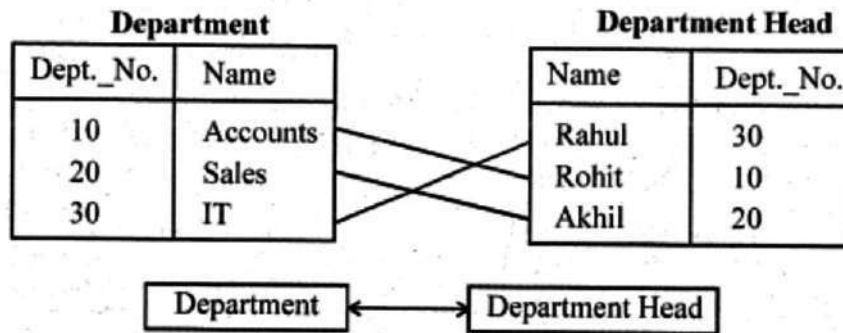 Department Department Head
Dept._No. Name Name Dept._No.
10 Accounts Rahul 30
20 Sales Rohit 10
30 IT Akhil 20
Department Department Head